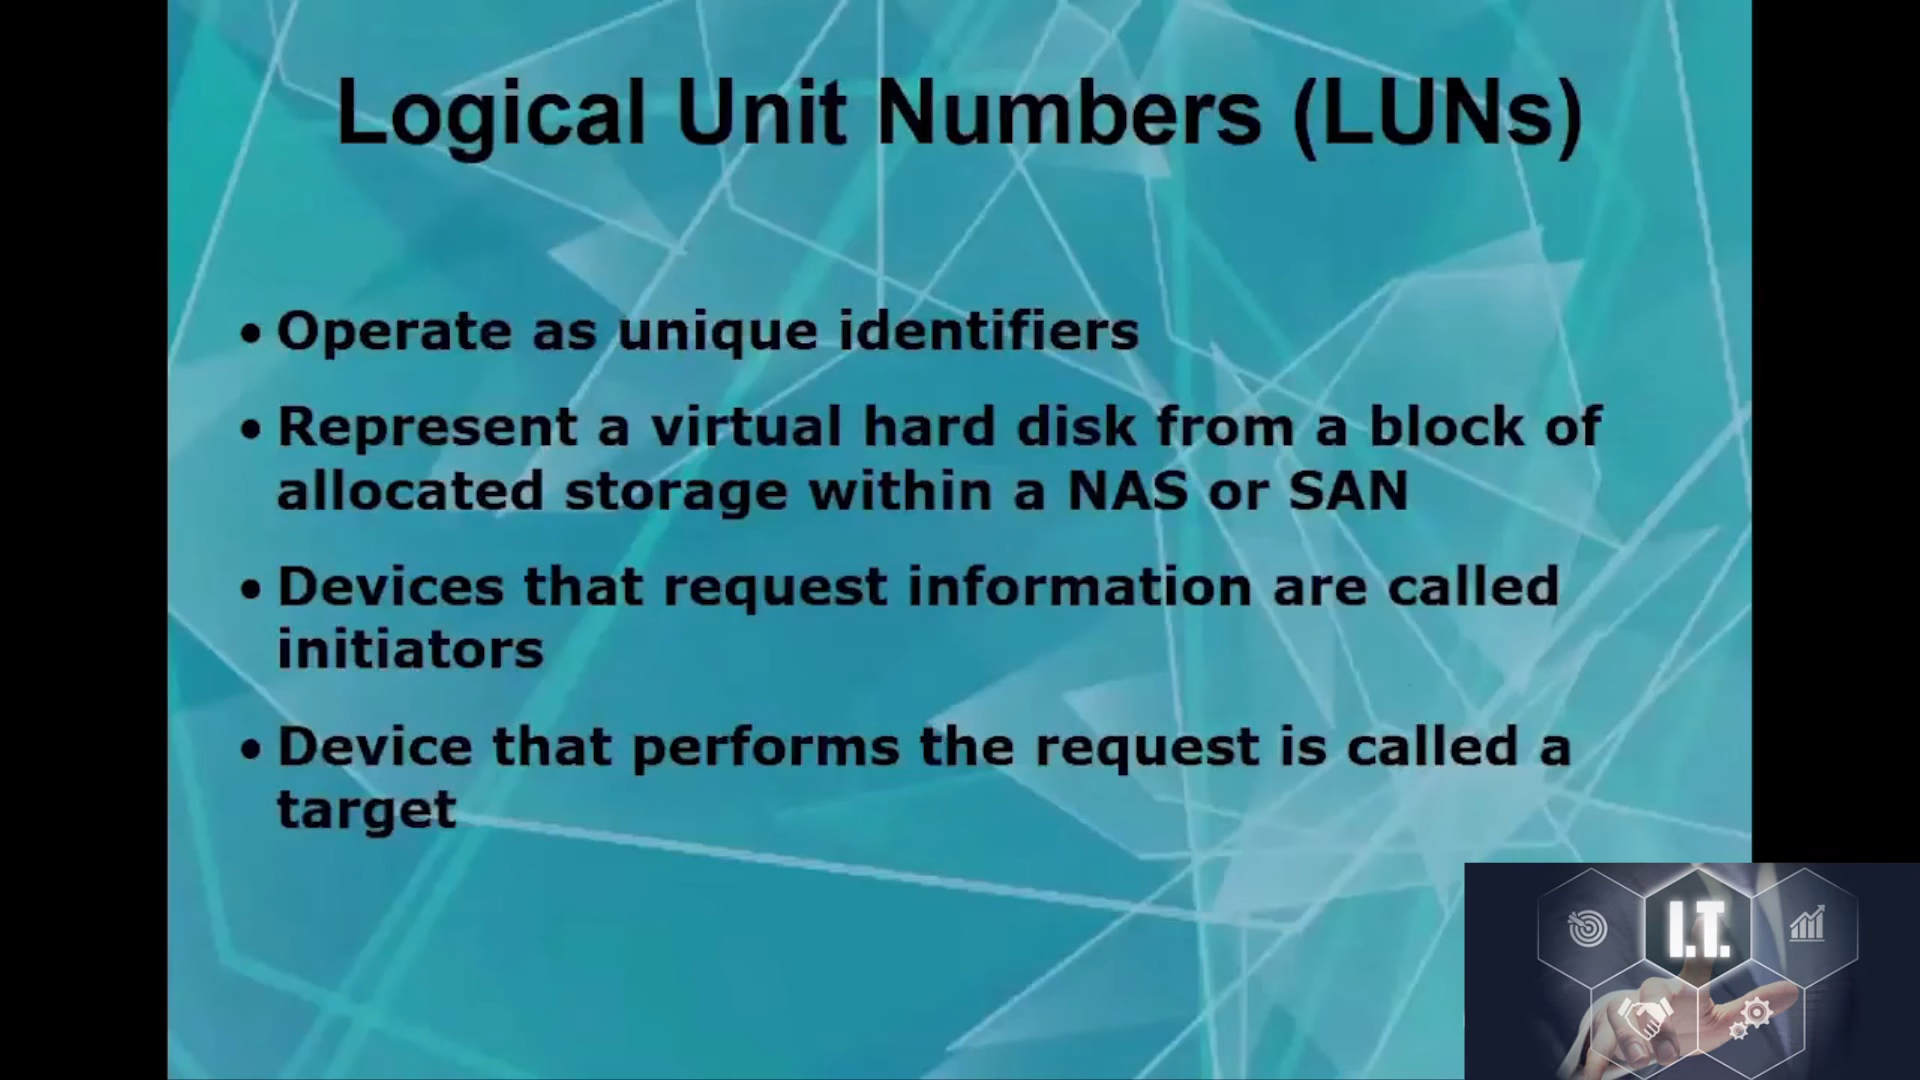 Logical Unit Numbers (LUNs)
• Operate as unique identifiers
• Represent a virtual hard disk from a block of
allocated storage within a NAS or SAN
• Devices that request information are called
initiators
• Device that performs the request is called a
target
I.T.